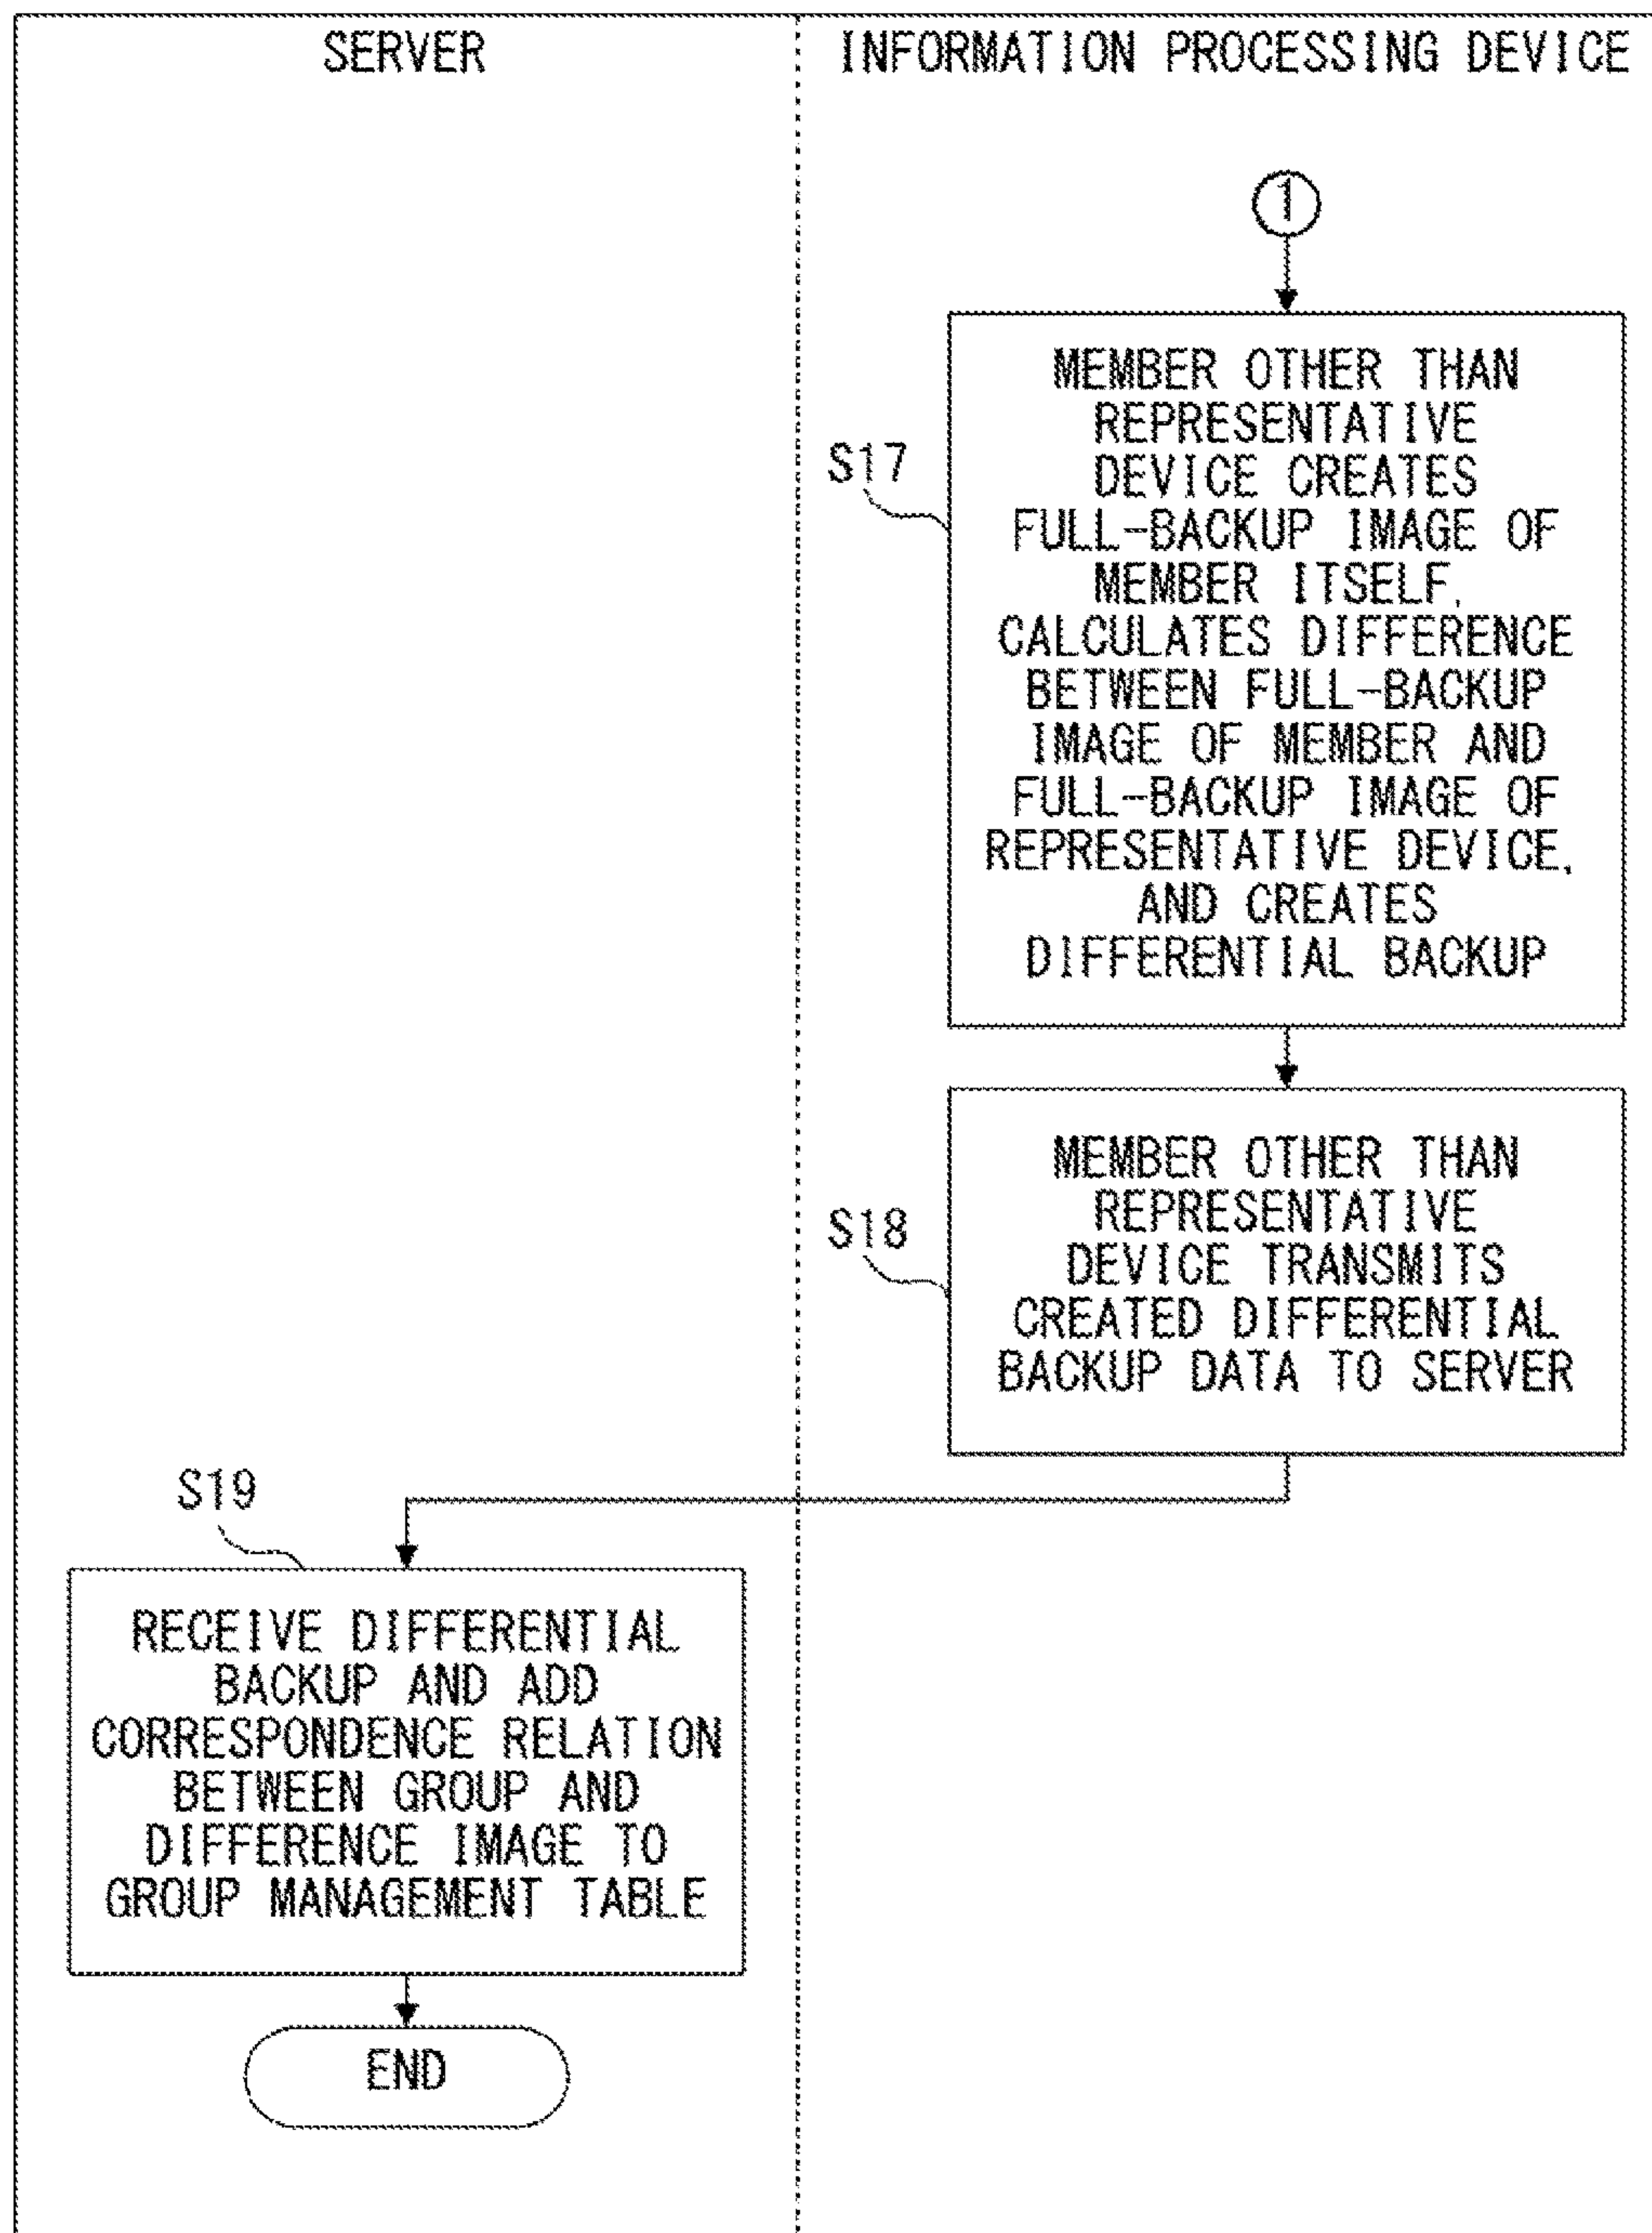 SERVER
INFORMATION PROCESSING DEVICE
1
S17
MEMBER OTHER THAN
REPRESENTATIVE
DEVICE CREATES
FULL-BACKUP IMAGE OF
MEMBER ITSELF,
CALCULATES DIFFERENCE
BETWEEN FULL-BACKUP
IMAGE OF MEMBER AND
FULL-BACKUP IMAGE OF
REPRESENTATIVE DEVICE,
AND CREATES
DIFFERENTIAL BACKUP
S18
MEMBER OTHER THAN
REPRESENTATIVE
DEVICE TRANSMITS
CREATED DIFFERENTIAL
BACKUP DATA TO SERVER
S19
RECEIVE DIFFERENTIAL
BACKUP AND ADD
CORRESPONDENCE RELATION
BETWEEN GROUP AND
DIFFERENCE IMAGE TO
GROUP MANAGEMENT TABLE
END